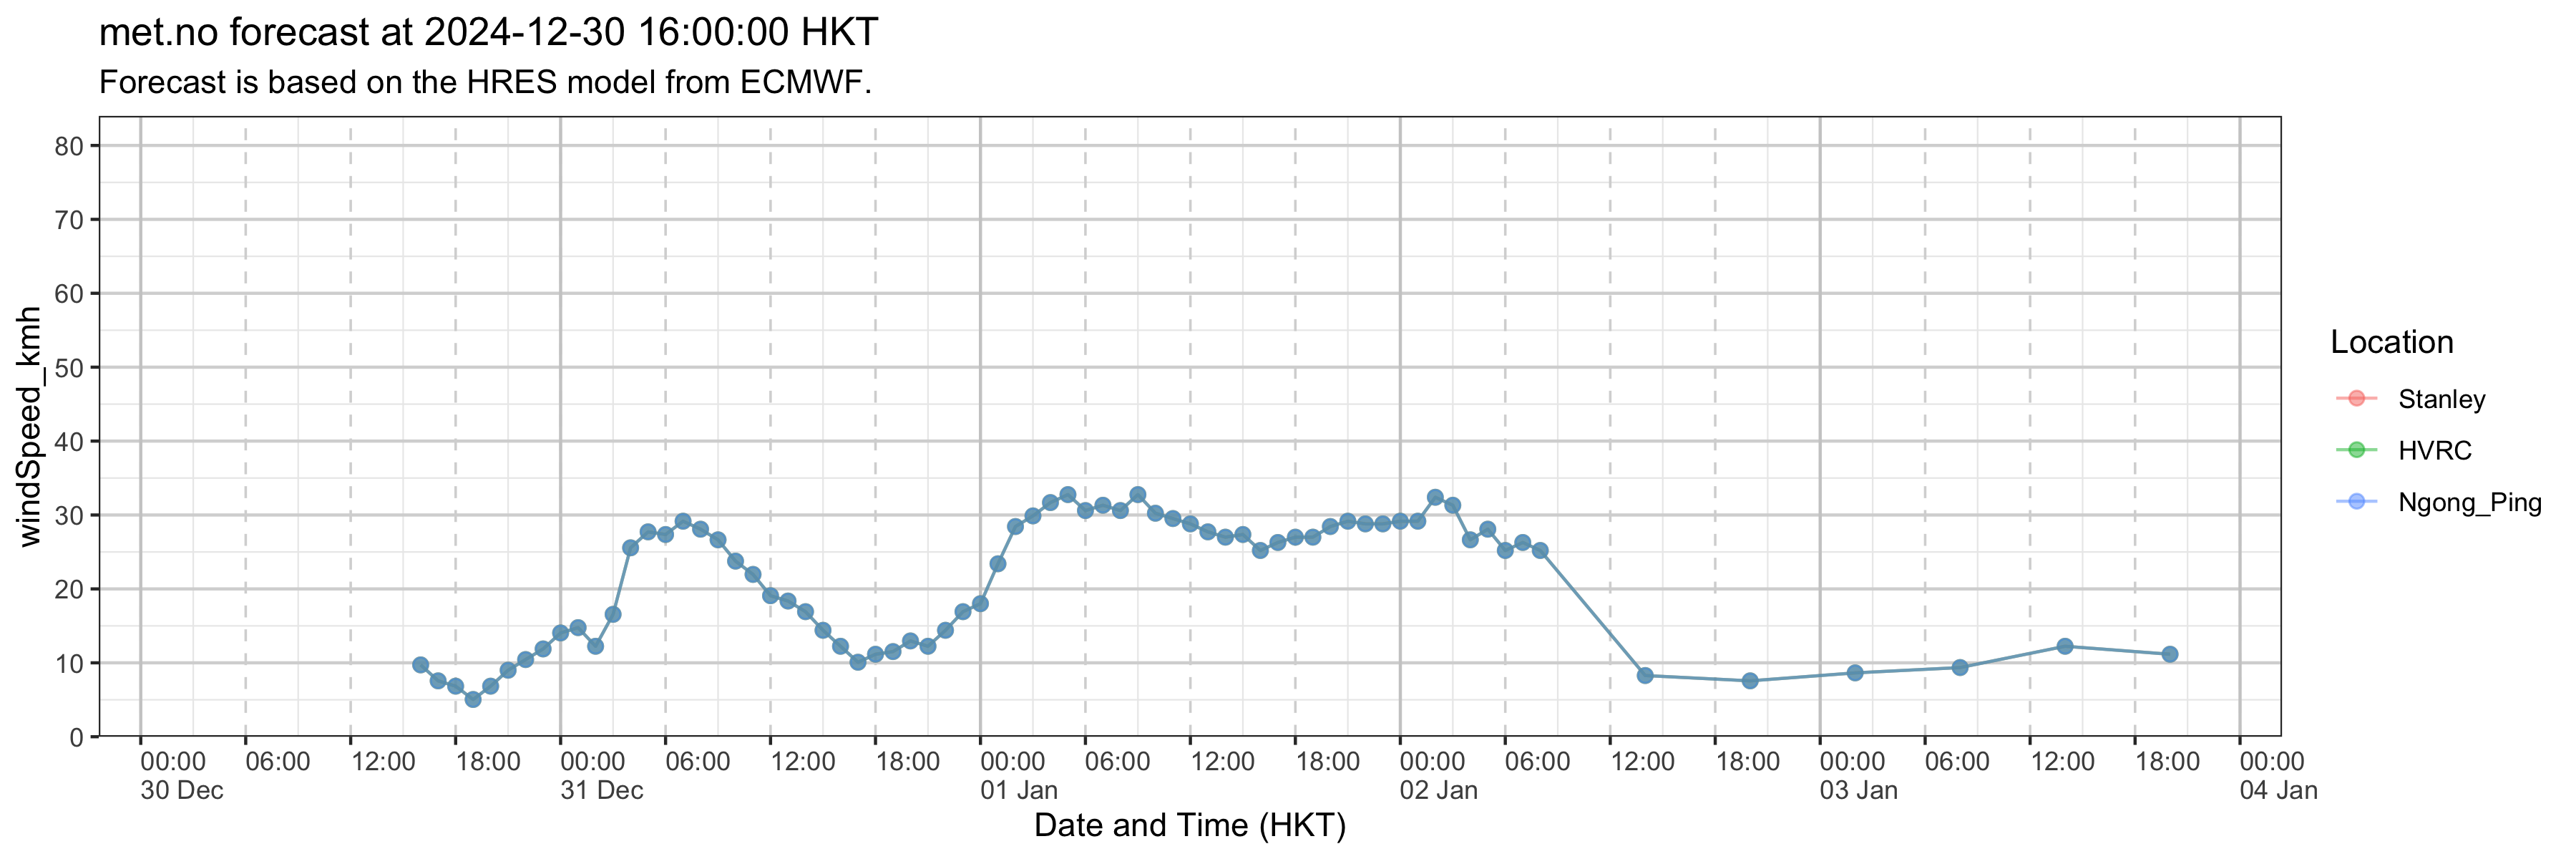 met.no forecast at 2024-12-30 16:00:00 HKT
Forecast is based on the HRES model from ECMWF.
windSpeed_kmh
80
70
60
50
40
30
20
10
0
00:00 06:00 12:00 18:00 00:00 06:00 12:00 18:00 00:00 06:00 12:00 18:00 00:00 06:00 12:00 18:00 00:00 06:00 12:00 18:00 00:00
30 Dec 31 Dec 01 Jan 02 Jan 03 Jan 04 Jan
Date and Time (HKT)
Location
Stanley
HVRC
Ngong_Ping